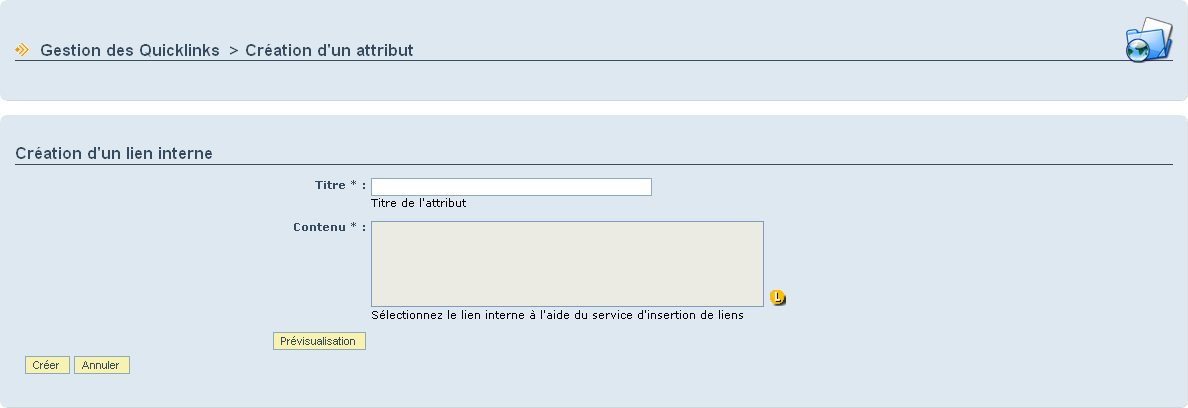 Gestion des Quicklinks > Création d'un attribut
Création d'un lien interne
Titre * :
Titre de l'attribut
Contenu * :
L
Sélectionnez le lien interne à l'aide du service d'insertion de liens
Prévisualisation
Créer Annuler